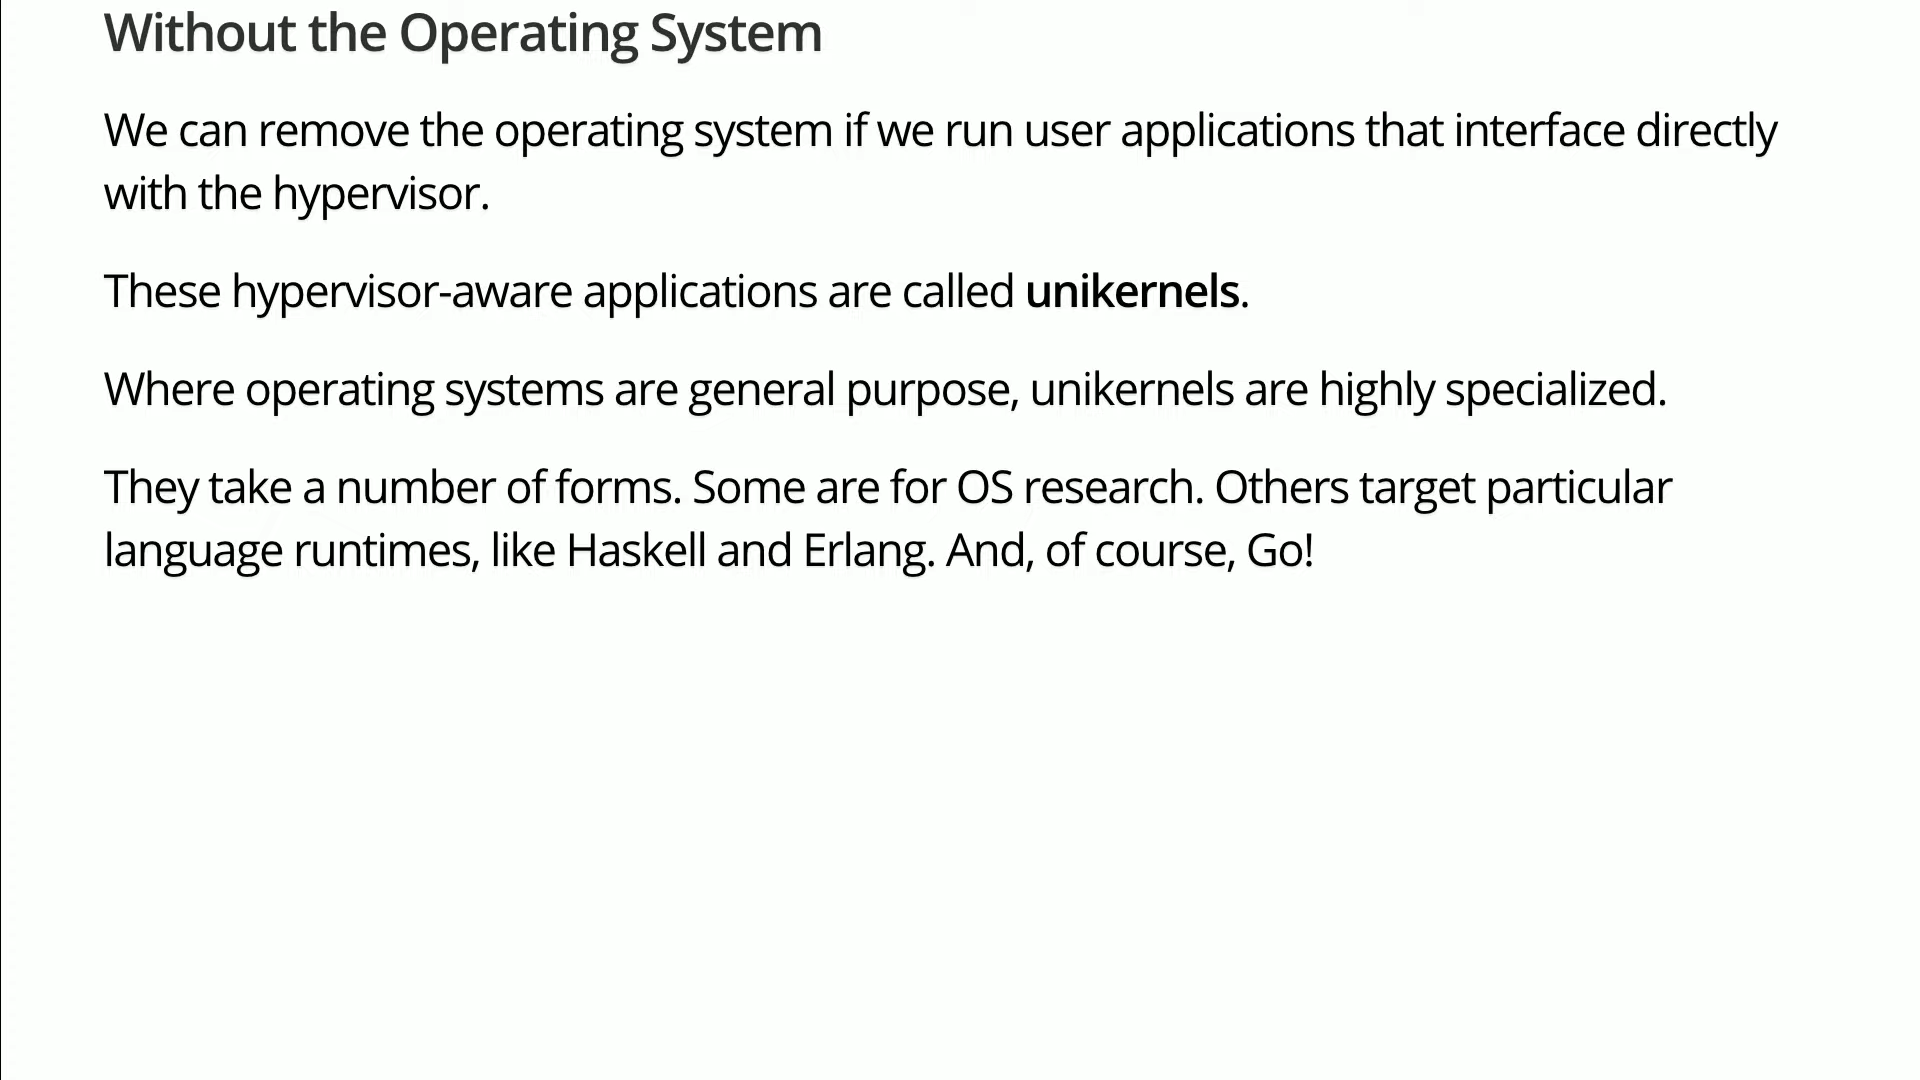 Without the Operating System
We can remove the operating system if we run user applications that interface directly
with the hypervisor.
These hypervisor-aware applications are called unikernels.
Where operating systems are general purpose, unikernels are highly specialized.
They take a number of forms. Some are for OS research. Others target particular
language runtimes, like Haskell and Erlang. And, of course, Go!